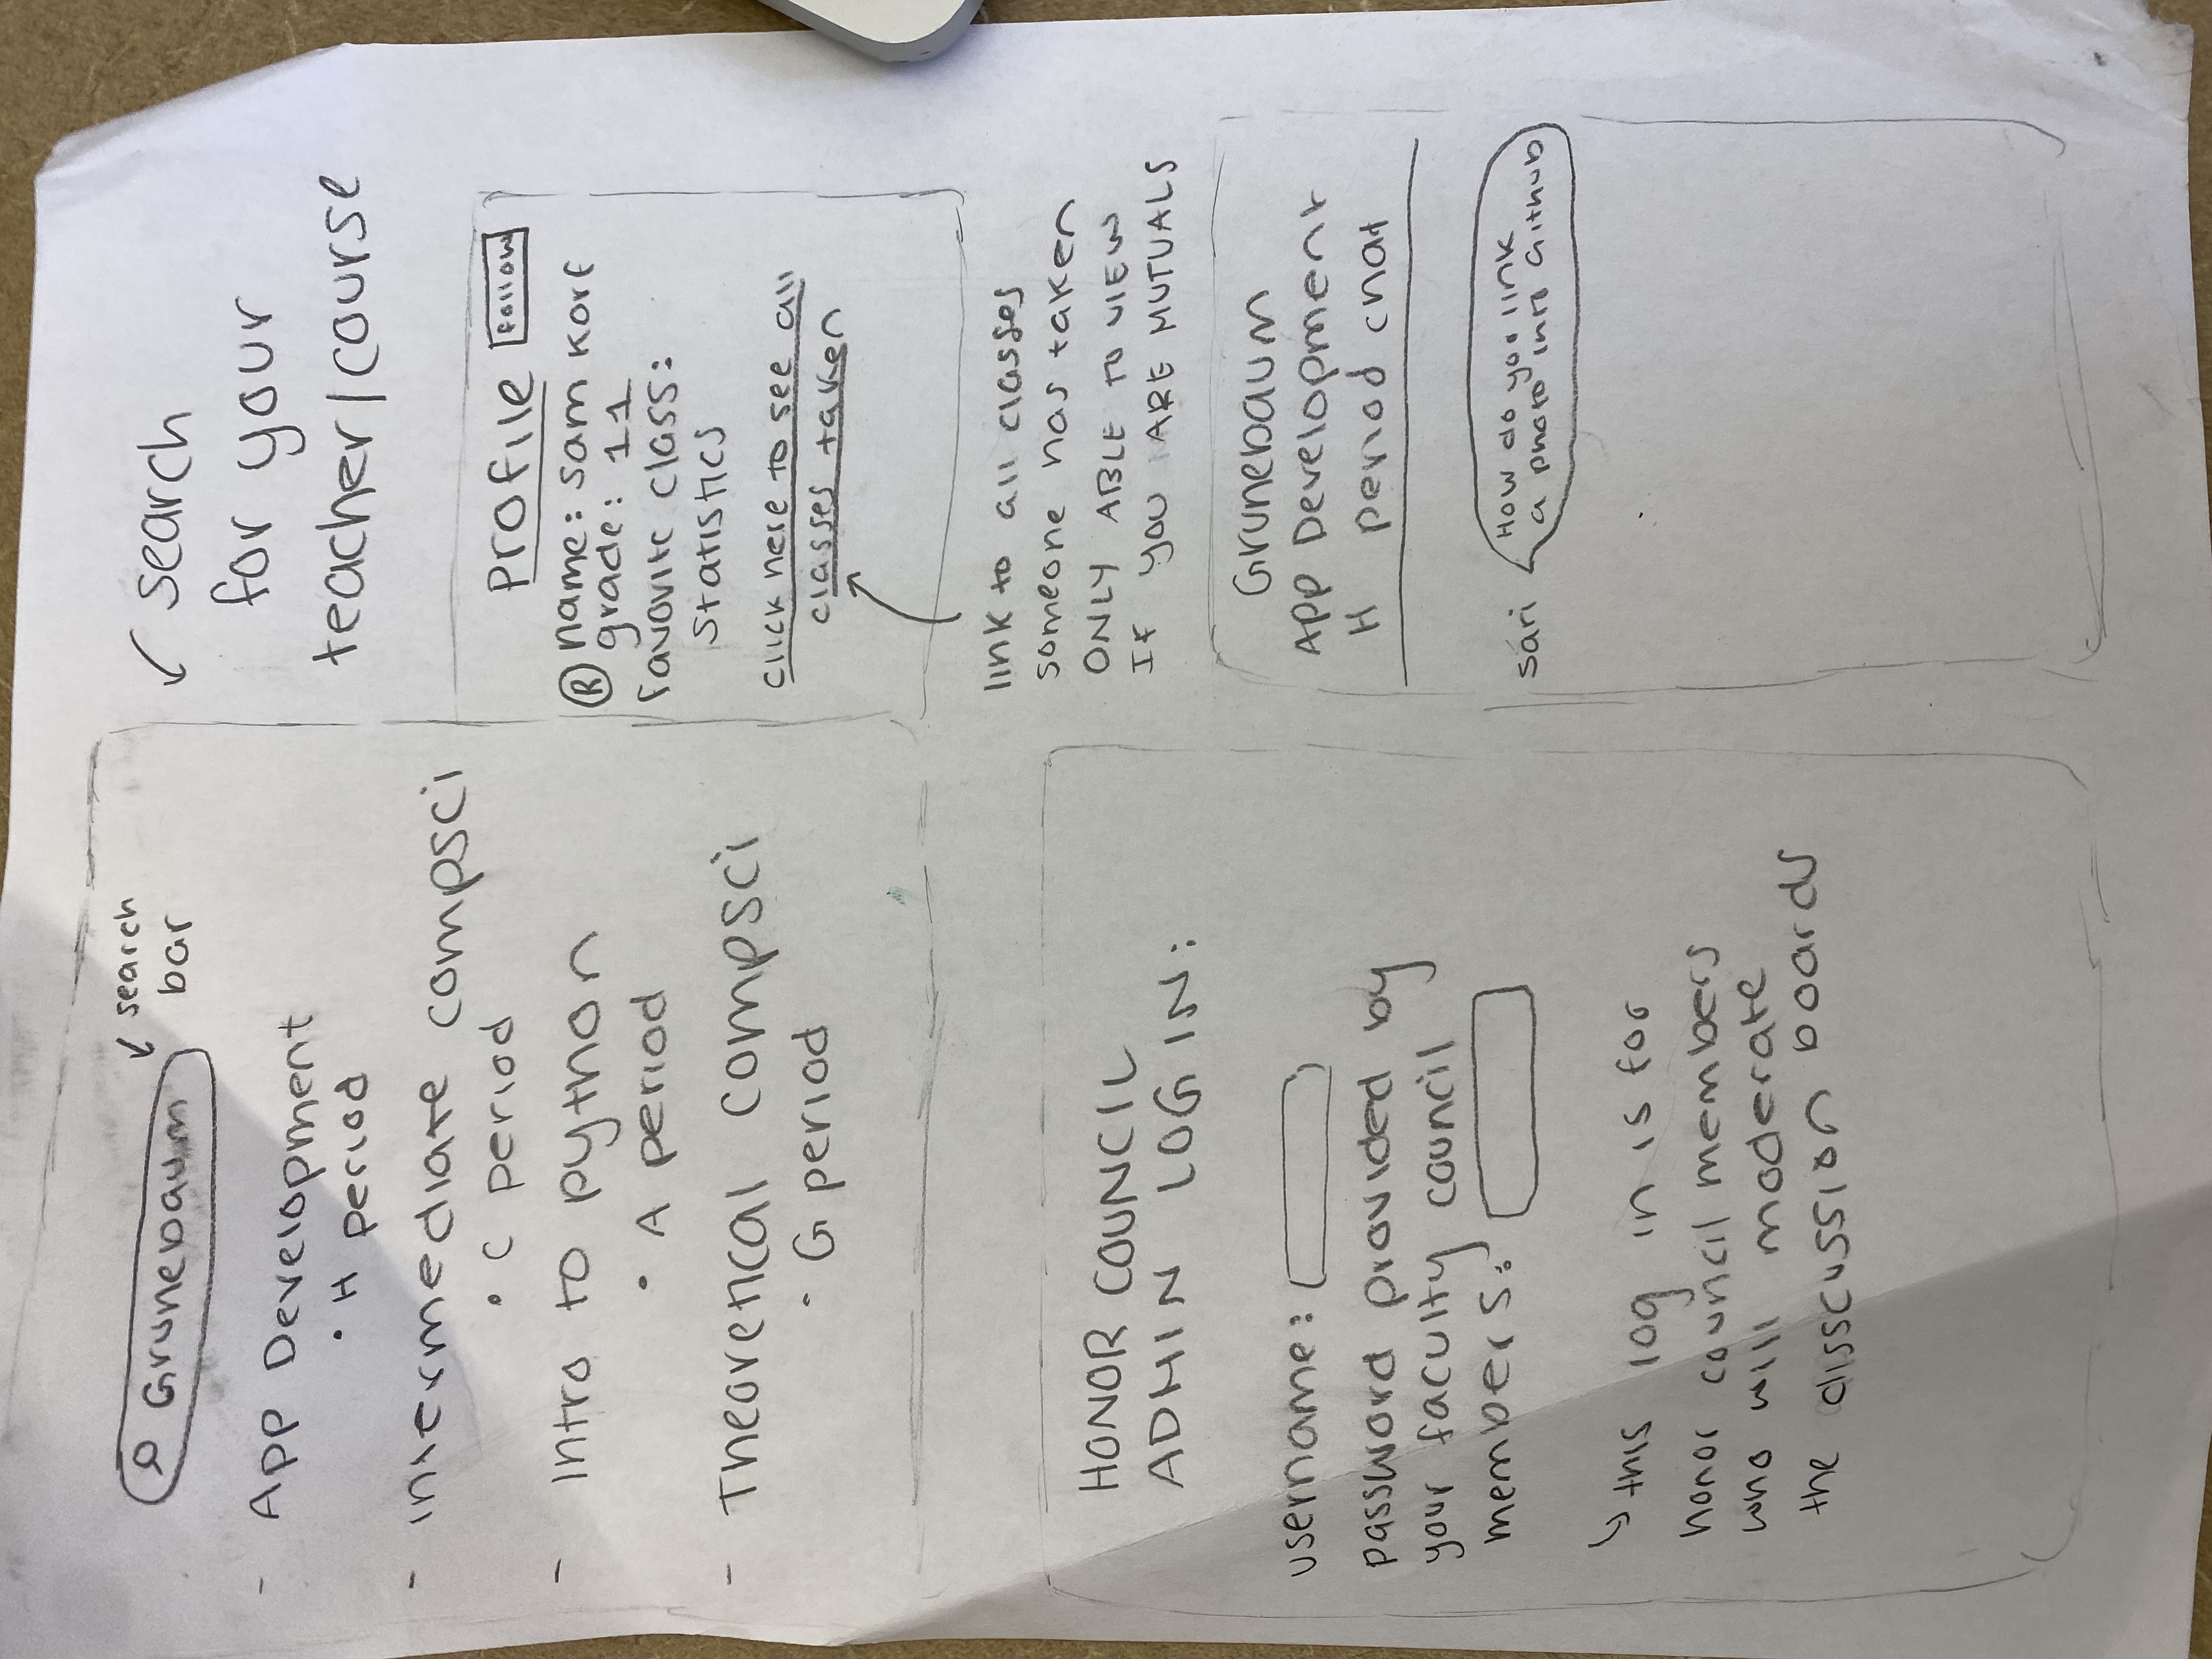 Grunebaum
search
bar
- App Development
• H period
- intermediate compsci
• C period
- Intro to python
• A period
- Theoretical compsci
• G period
search
for your
teacher/course
Profile
Follow
name: Sam Kore
grade: 11
favorite class:
Statistics
click here to see all
classes taken
link to all classes
someone has taken
ONLY ABLE TO VIEW
IF YOU ARE MUTUALS
HONOR COUNCIL
ADMIN LOG IN:
username:
password provided by
your faculty council
members:
this log in is for
honor council members
who will moderate
the discussion boards
Grunebaum
App Development
H period chat
sari
How do you link
a photo into Github